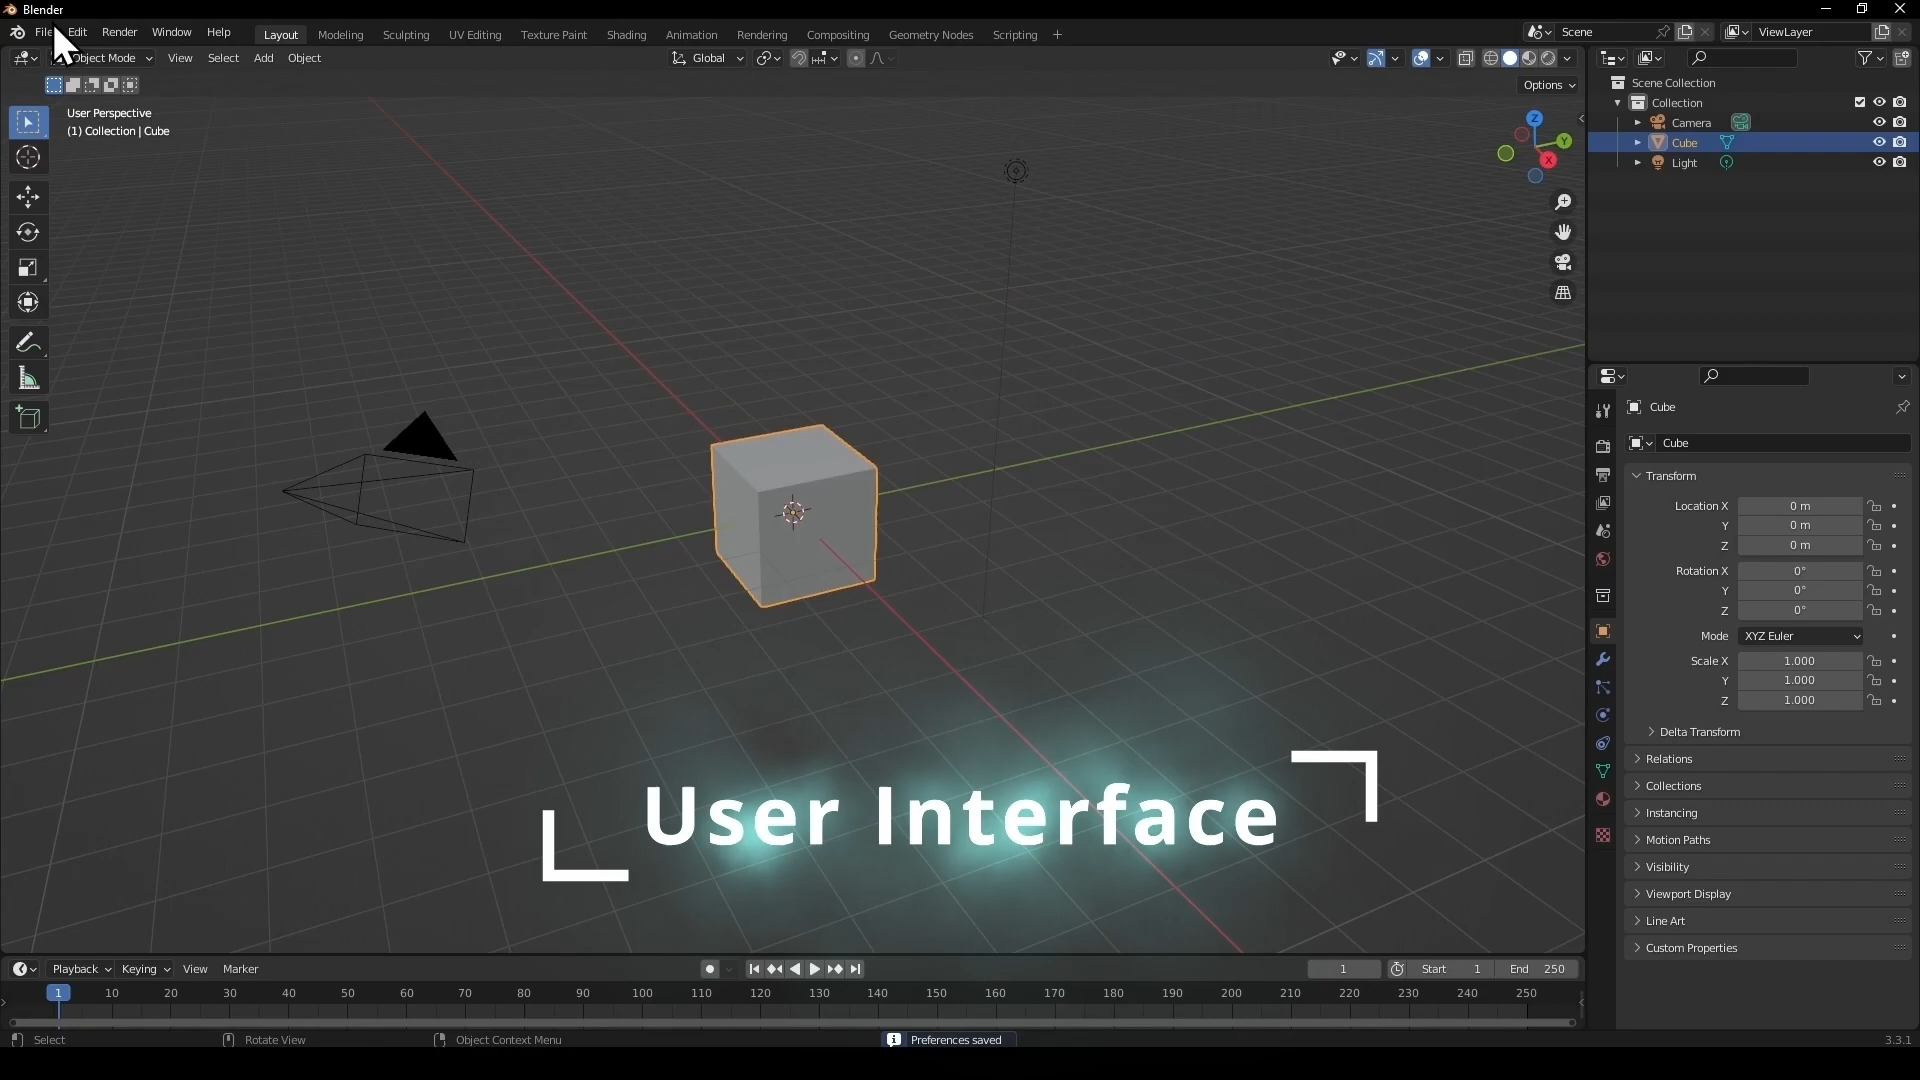 Blender
File Edit Render Window Help Layout Modeling Sculpting UV Editing Texture Paint Shading Animation Rendering Compositing Geometry Nodes Scripting + Scene ViewLayer
Object Mode View Select Add Object Global
Options
User Perspective
(1) Collection | Cube
Z
Y
X
Scene Collection
Collection
Camera
Cube
Light
Cube
Cube
Transform
Location X 0 m
Y 0 m
Z 0 m
Rotation X 0°
Y 0°
Z 0°
Mode XYZ Euler
Scale X 1.000
Y 1.000
Z 1.000
Delta Transform
Relations
Collections
Instancing
Motion Paths
Visibility
Viewport Display
Line Art
Custom Properties
User Interface
Playback Keying View Marker 1 Start 1 End 250
1 10 20 30 40 50 60 70 80 90 100 110 120 130 140 150 160 170 180 190 200 210 220 230 240 250
Select Rotate View Object Context Menu Preferences saved 3.3.1